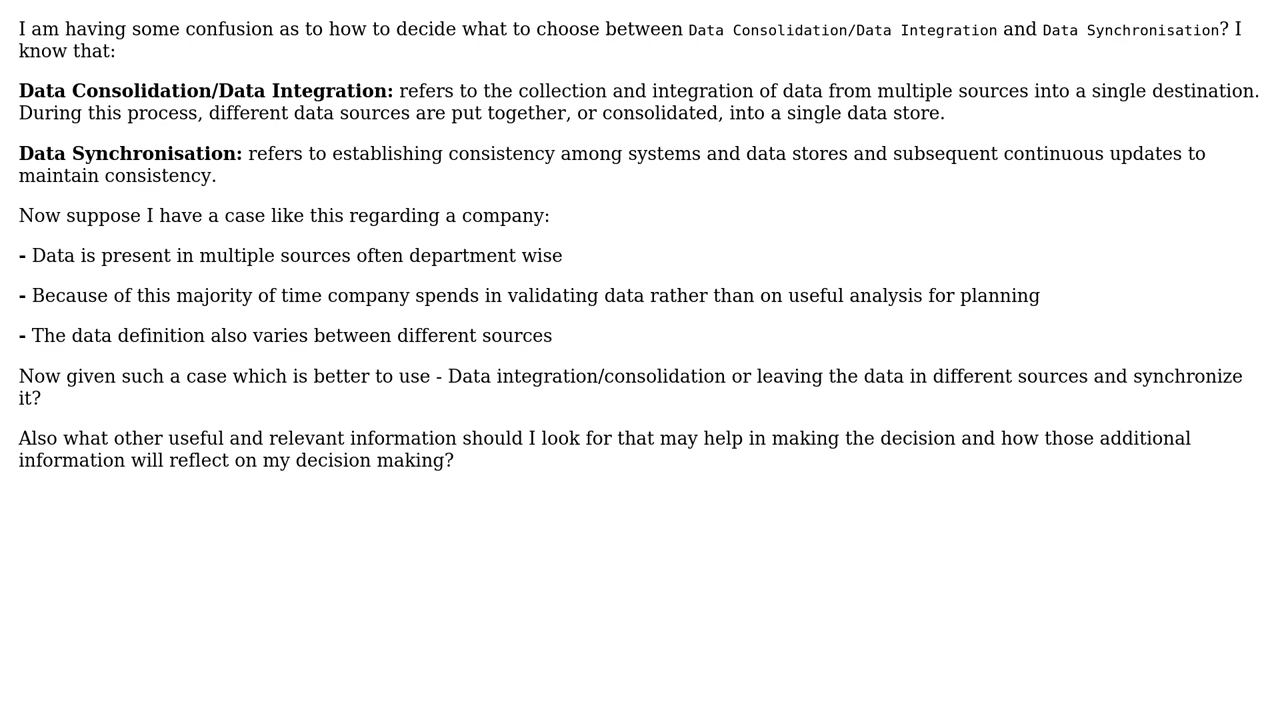 I am having some confusion as to how to decide what to choose between Data Consolidation/Data Integration and Data Synchronisation? I
know that:
Data Consolidation/Data Integration: refers to the collection and integration of data from multiple sources into a single destination.
During this process, different data sources are put together, or consolidated, into a single data store.
Data Synchronisation: refers to establishing consistency among systems and data stores and subsequent continuous updates to
maintain consistency.
Now suppose I have a case like this regarding a company:
- Data is present in multiple sources often department wise
- Because of this majority of time company spends in validating data rather than on useful analysis for planning
- The data definition also varies between different sources
Now given such a case which is better to use - Data integration/consolidation or leaving the data in different sources and synchronize
it?
Also what other useful and relevant information should I look for that may help in making the decision and how those additional
information will reflect on my decision making?